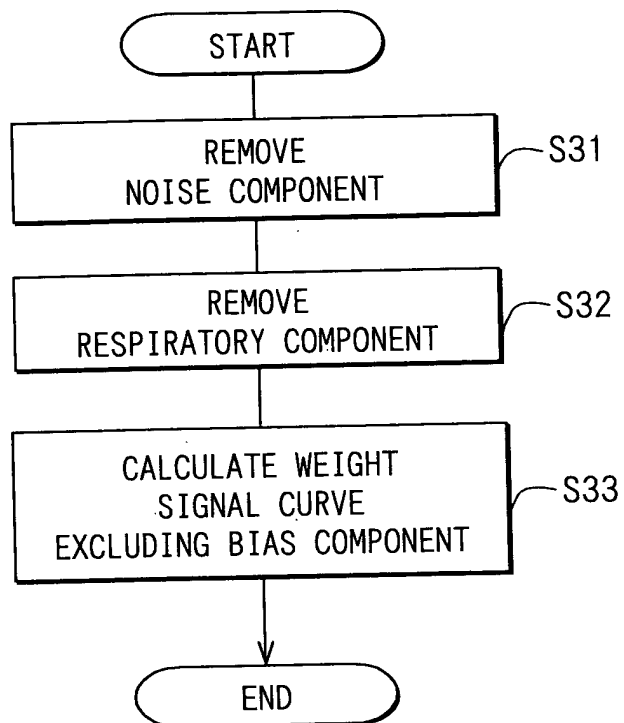 START
REMOVE
NOISE COMPONENT
S31
REMOVE
RESPIRATORY COMPONENT
S32
CALCULATE WEIGHT
SIGNAL CURVE
EXCLUDING BIAS COMPONENT
S33
END